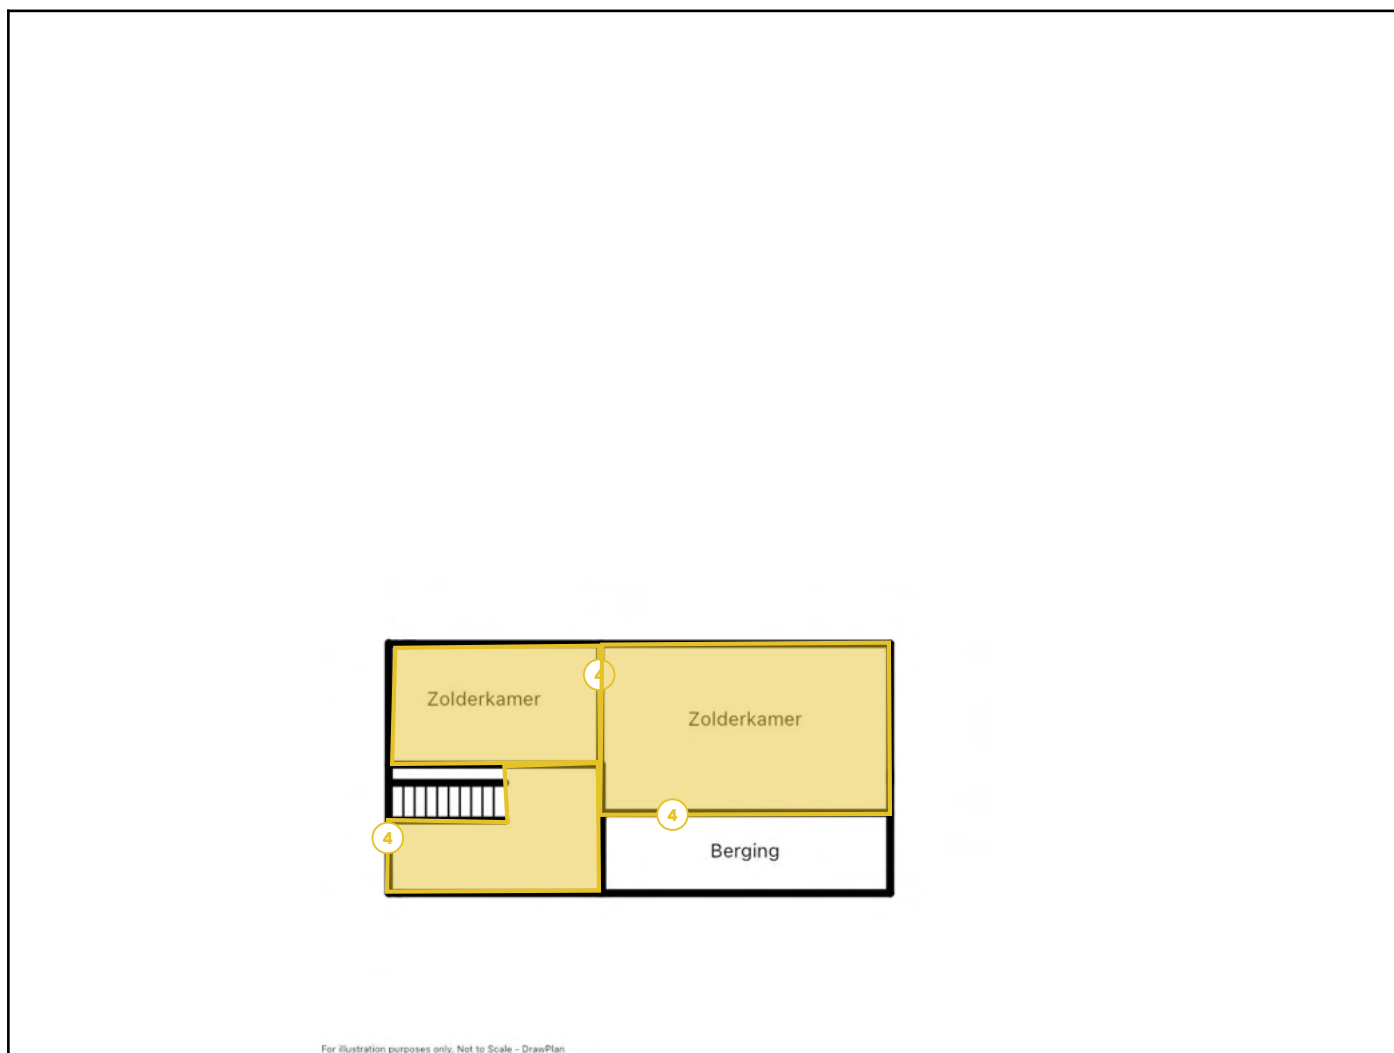 4
Zolderkamer
Zolderkamer
4
4
Berging
For illustration purposes only. Not to Scale - DrawPlan